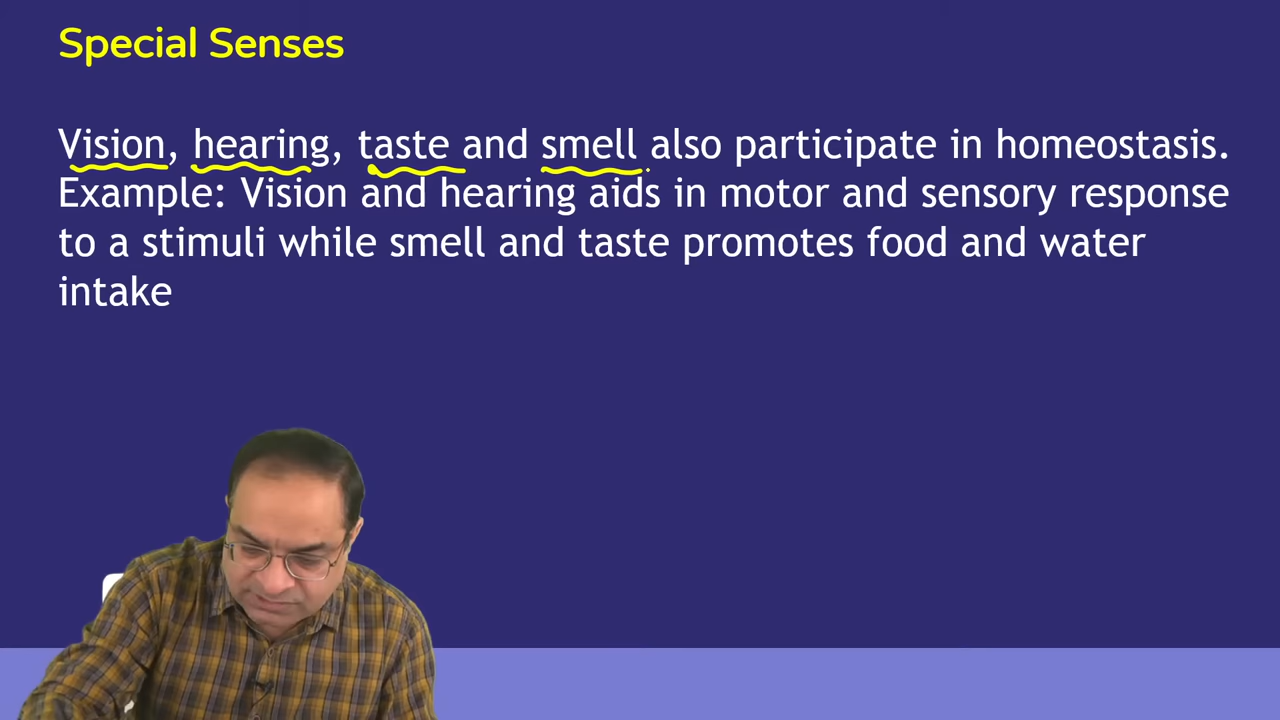 Special Senses
Vision, hearing, taste and smell also participate in homeostasis.
Example: Vision and hearing aids in motor and sensory response
to a stimuli while smell and taste promotes food and water
intake